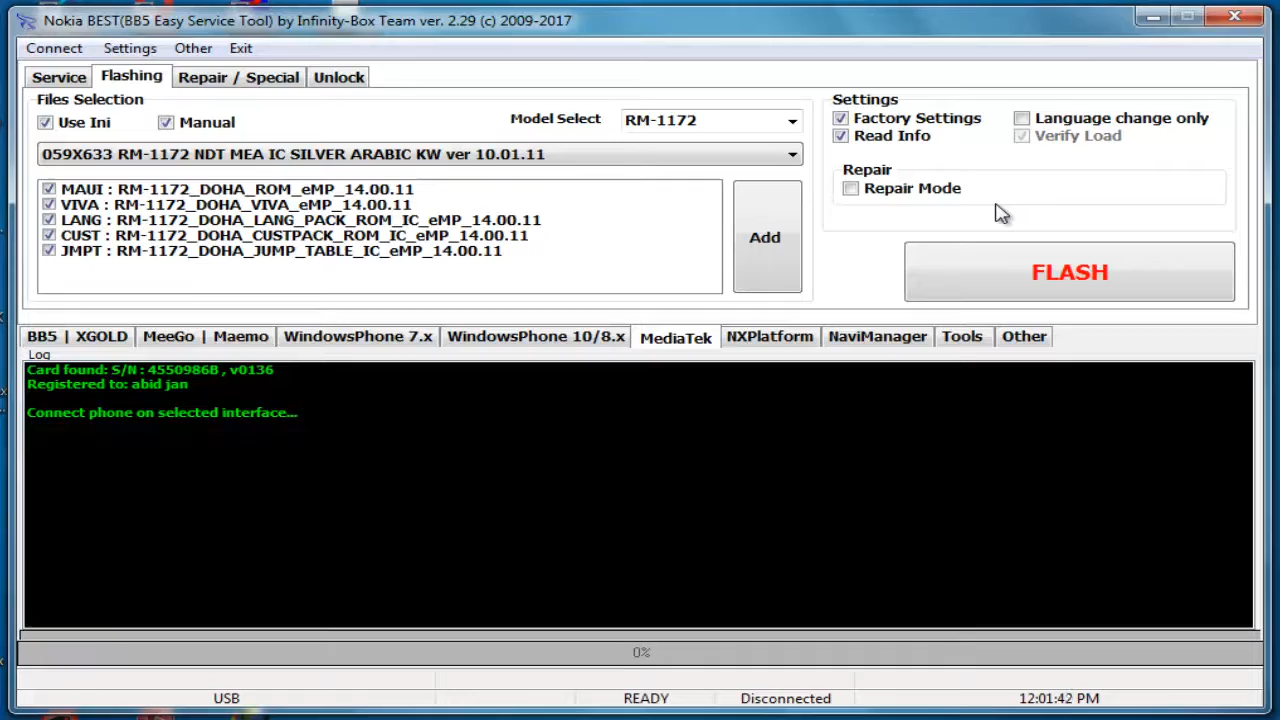 Nokia BEST(BB5 Easy Service Tool) by Infinity-Box Team ver. 2.29 (c) 2009-2017
Connect Settings Other Exit
Service Flashing Repair / Special Unlock
Files Selection
Use Ini Manual Model Select RM-1172
059X633 RM-1172 NDT MEA IC SILVER ARABIC KW ver 10.01.11
MAUI : RM-1172_DOHA_ROM_eMP_14.00.11
VIVA : RM-1172_DOHA_VIVA_eMP_14.00.11
LANG : RM-1172_DOHA_LANG_PACK_ROM_IC_eMP_14.00.11
CUST : RM-1172_DOHA_CUSTPACK_ROM_IC_eMP_14.00.11
JMPT : RM-1172_DOHA_JUMP_TABLE_IC_eMP_14.00.11
Add
Settings
Factory Settings Language change only
Read Info Verify Load
Repair
Repair Mode
FLASH
BB5 | XGOLD MeeGo | Maemo WindowsPhone 7.x WindowsPhone 10/8.x MediaTek NXPlatform NaviManager Tools Other
Log
Card found: S/N : 4550986B , v0136
Registered to: abid jan
Connect phone on selected interface...
0%
USB READY Disconnected 12:01:42 PM